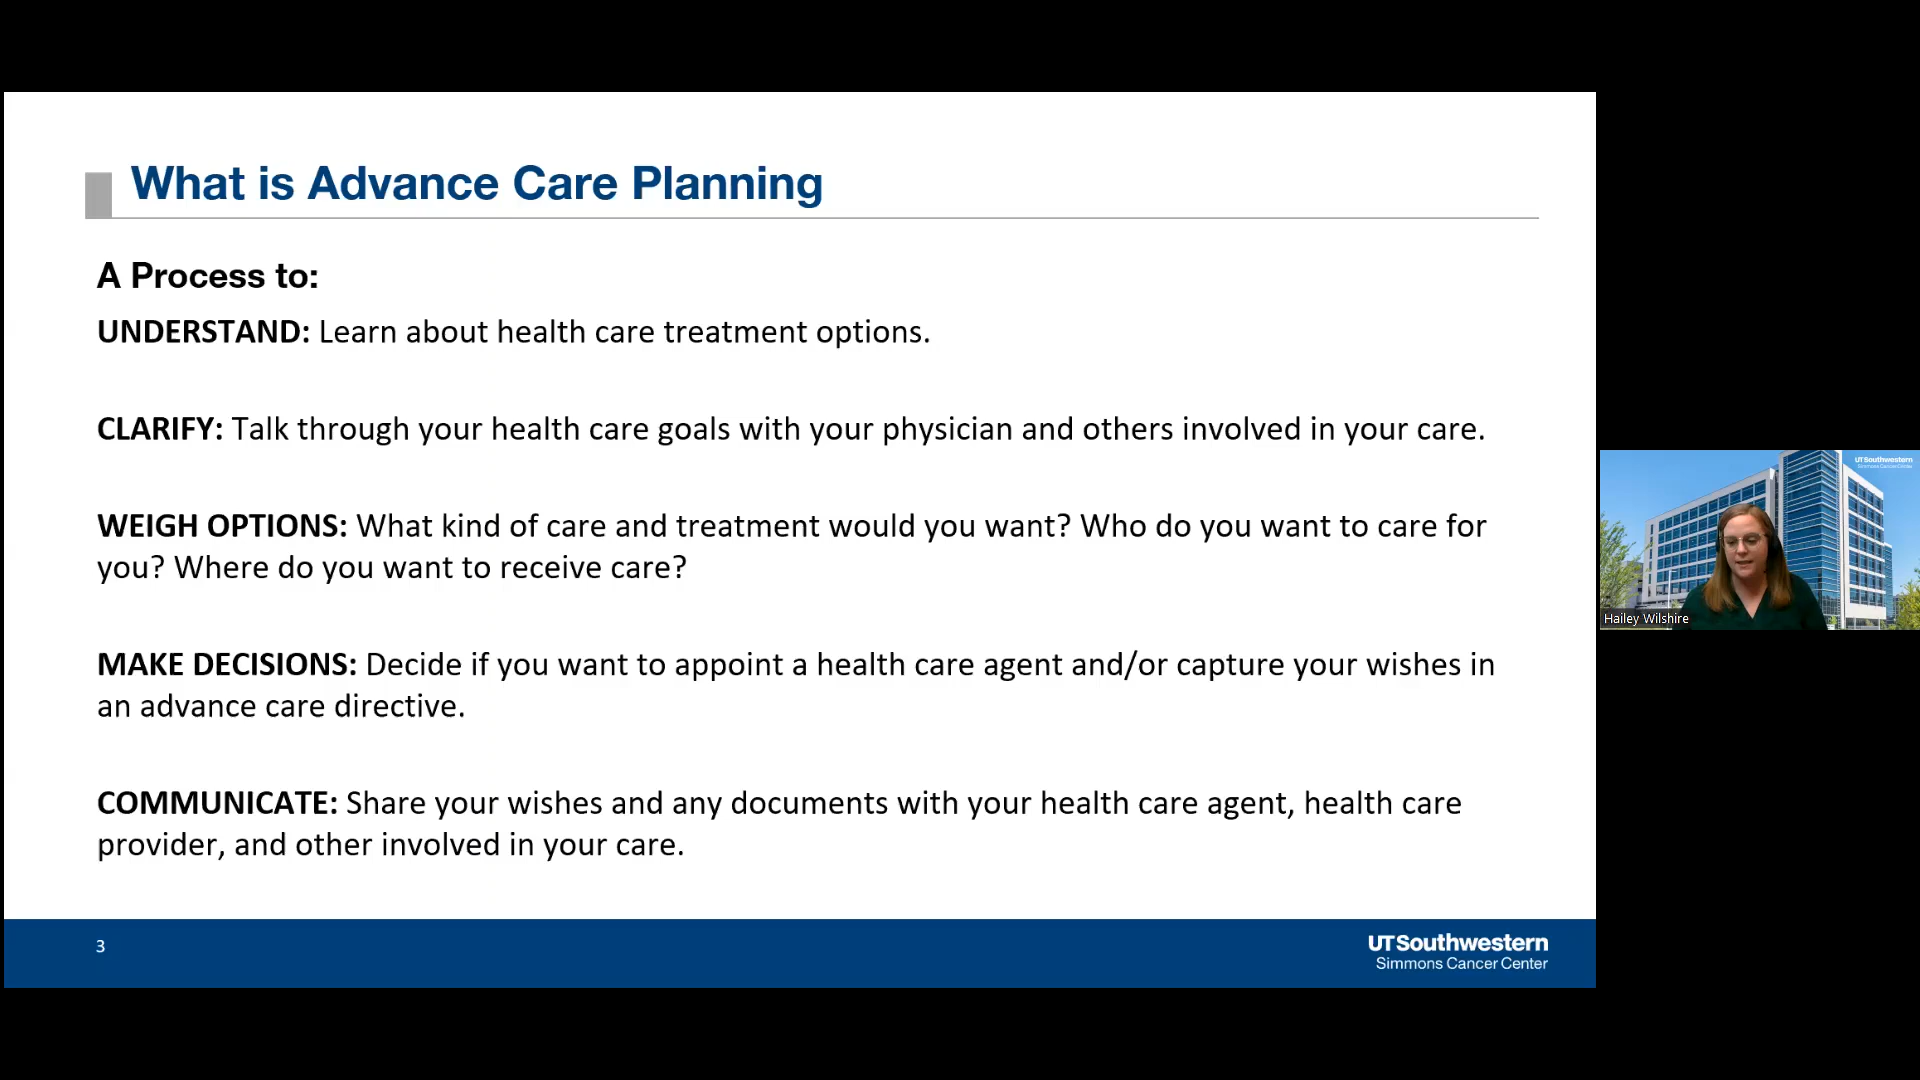 What is Advance Care Planning
A Process to:
UNDERSTAND: Learn about health care treatment options.
CLARIFY: Talk through your health care goals with your physician and others involved in your care.
WEIGH OPTIONS: What kind of care and treatment would you want? Who do you want to care for
you? Where do you want to receive care?
MAKE DECISIONS: Decide if you want to appoint a health care agent and/or capture your wishes in
an advance care directive.
COMMUNICATE: Share your wishes and any documents with your health care agent, health care
provider, and other involved in your care.
3
UTSouthwestern
Simmons Cancer Center
UTSouthwestern
Simmons Cancer Center
Hailey Wilshire